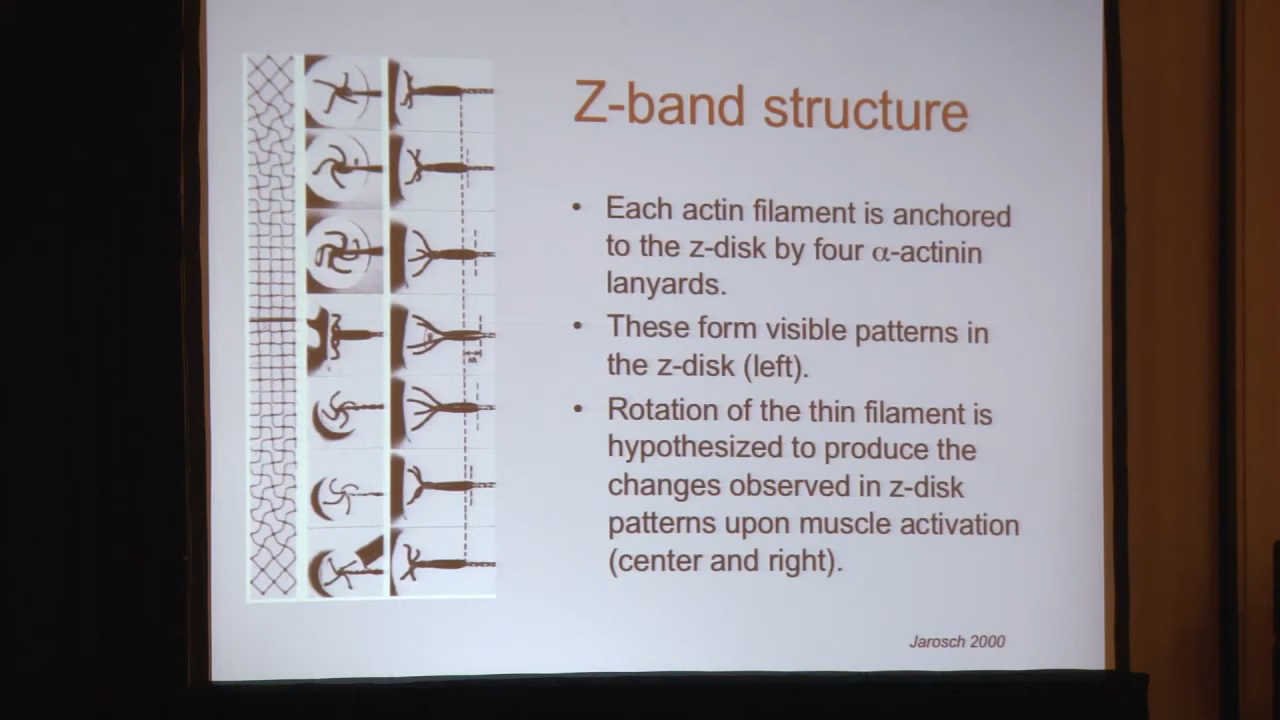 Z-band structure
• Each actin filament is anchored
to the z-disk by four α-actinin
lanyards.
• These form visible patterns in
the z-disk (left).
• Rotation of the thin filament is
hypothesized to produce the
changes observed in z-disk
patterns upon muscle activation
(center and right).
Jarosch 2000